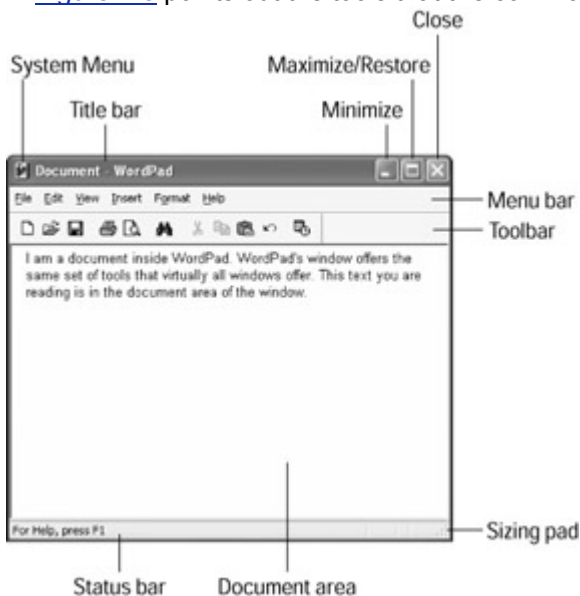 Close
System Menu Maximize/Restore
Title bar Minimize
Document - WordPad
File Edit View Insert Format Help
Menu bar
Toolbar
I am a document inside WordPad. WordPad's window offers the
same set of tools that virtually all windows offer. This text you are
reading is in the document area of the window.
For Help, press F1
Sizing pad
Status bar Document area